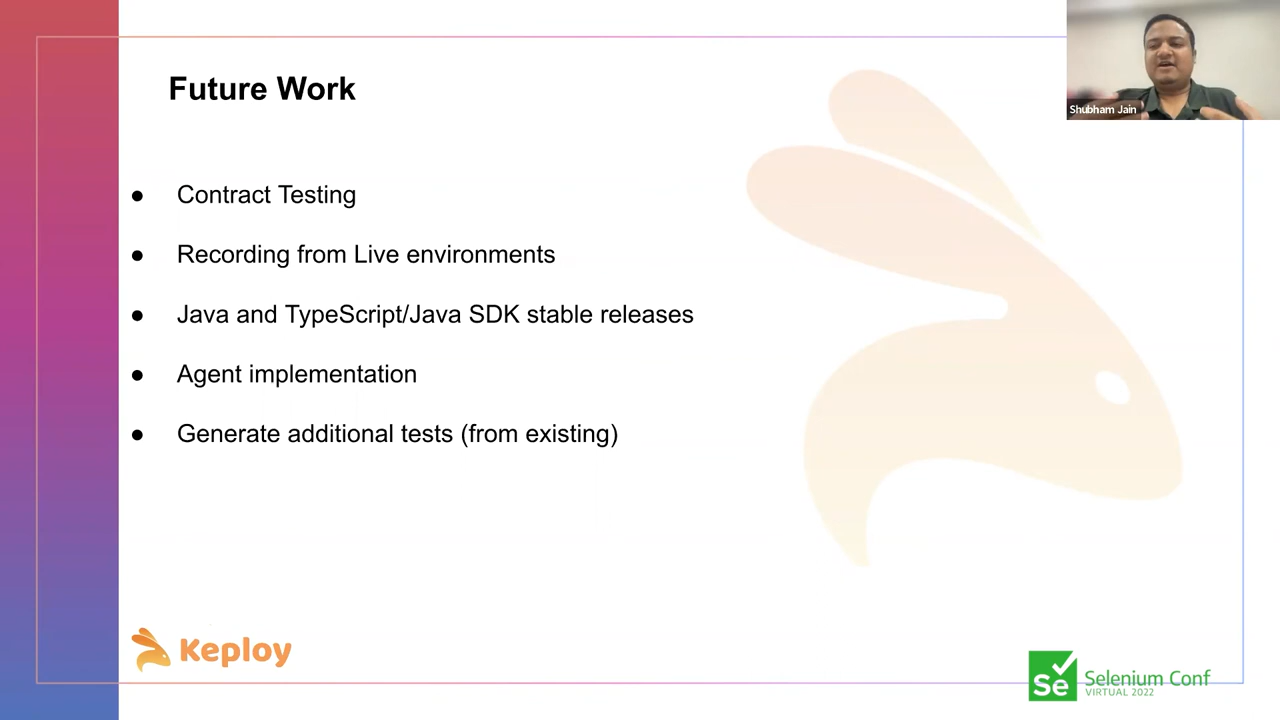 Future Work
Shubham Jain
● Contract Testing
● Recording from Live environments
● Java and TypeScript/Java SDK stable releases
● Agent implementation
● Generate additional tests (from existing)
Keploy
Se
Selenium Conf
VIRTUAL 2022